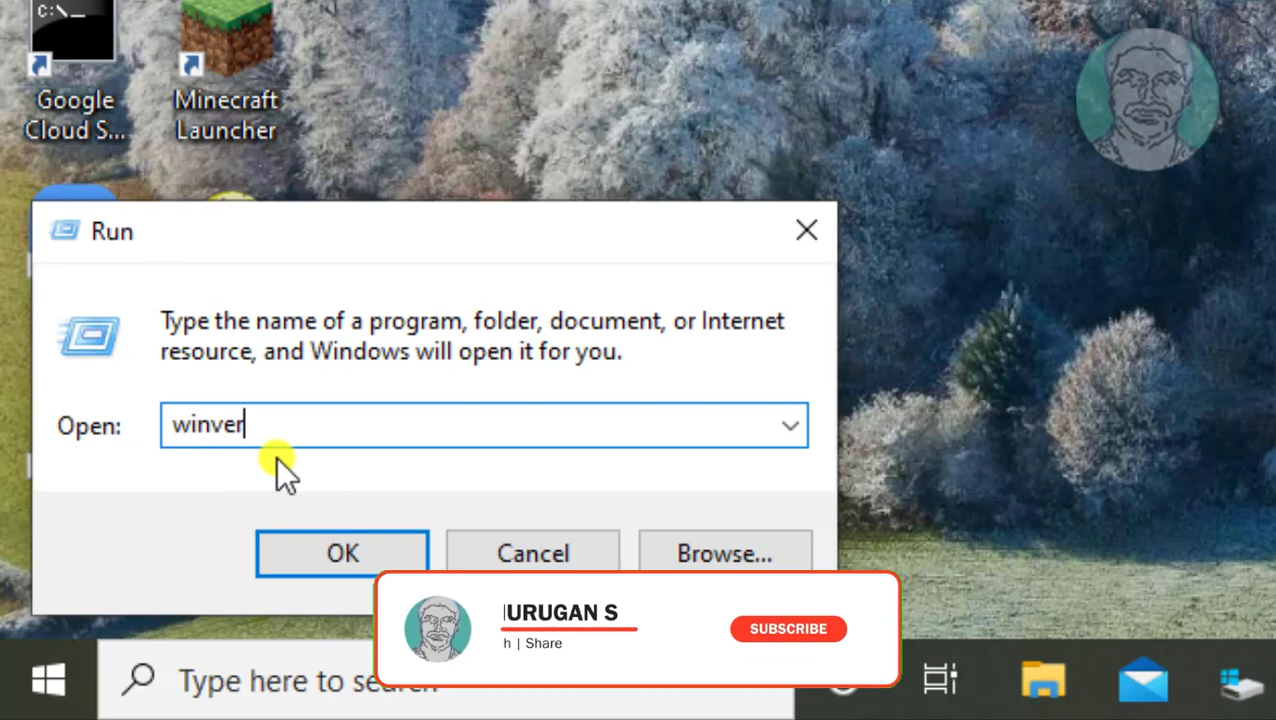 C:\_
Google
Cloud S...
Minecraft
Launcher
Run
Type the name of a program, folder, document, or Internet
resource, and Windows will open it for you.
Open:
winver
OK
Cancel
Browse...
URUGAN S
h | Share
SUBSCRIBE
Type here to search